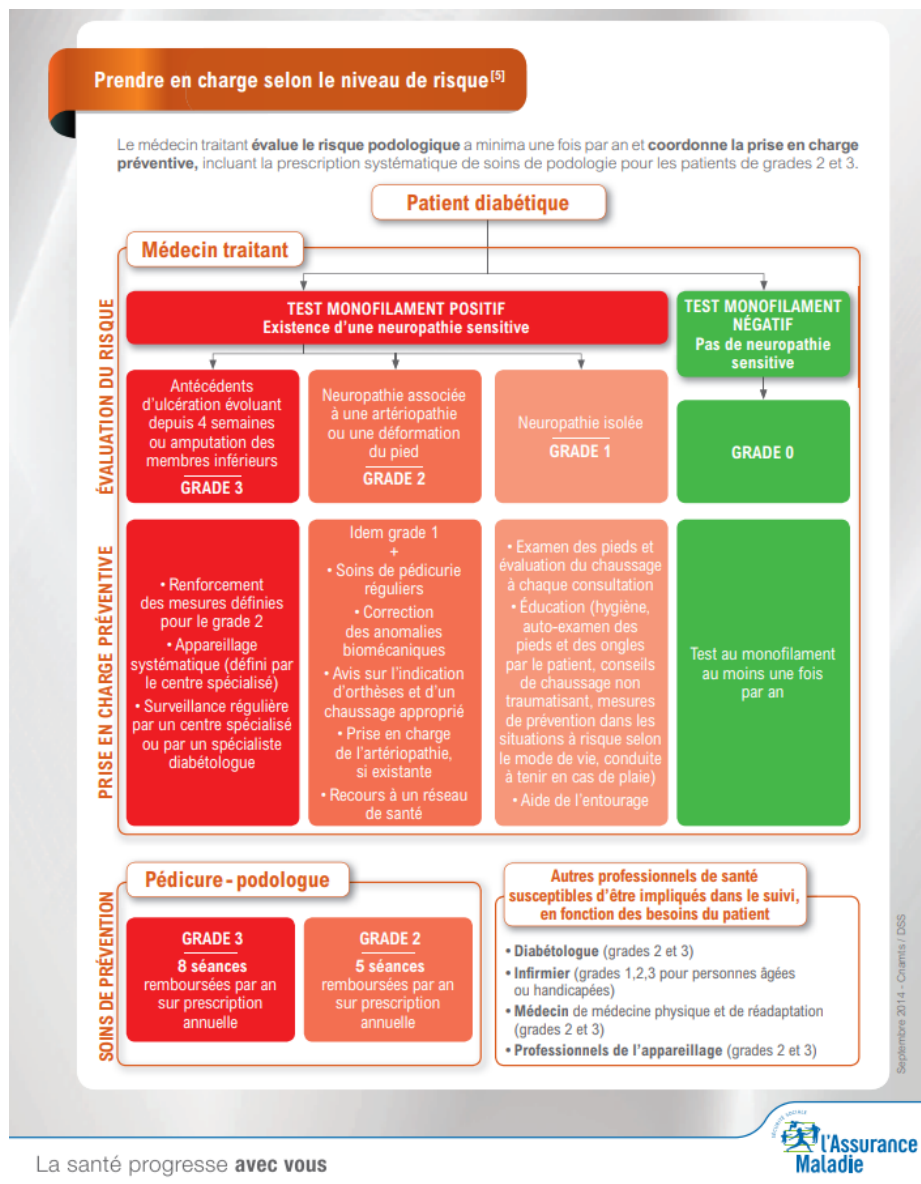 Prendre en charge selon le niveau de risque[5]
Le médecin traitant évalue le risque podologique a minima une fois par an et coordonne la prise en charge
préventive, incluant la prescription systématique de soins de podologie pour les patients de grades 2 et 3.
Patient diabétique
Médecin traitant
ÉVALUATION DU RISQUE
TEST MONOFILAMENT POSITIF
Existence d'une neuropathie sensitive
TEST MONOFILAMENT
NÉGATIF
Pas de neuropathie
sensitive
Antécédents
d'ulcération évoluant
depuis 4 semaines
ou amputation des
membres inférieurs
GRADE 3
Neuropathie associée
à une artériopathie
ou une déformation
du pied
GRADE 2
Neuropathie isolée
GRADE 1
GRADE 0
PRISE EN CHARGE PRÉVENTIVE
• Renforcement
des mesures définies
pour le grade 2
• Appareillage
systématique (défini par
le centre spécialisé)
• Surveillance régulière
par un centre spécialisé
ou par un spécialiste
diabétologue
Idem grade 1
+
• Soins de pédicurie
réguliers
• Correction
des anomalies
biomécaniques
• Avis sur l'indication
d'orthèses et d'un
chaussage approprié
• Prise en charge
de l'artériopathie,
si existante
• Recours à un réseau
de santé
• Examen des pieds et
évaluation du chaussage
à chaque consultation
• Éducation (hygiène,
auto-examen des
pieds et des ongles
par le patient, conseils
de chaussage non
traumatisant, mesures
de prévention dans les
situations à risque selon
le mode de vie, conduite
à tenir en cas de plaie)
• Aide de l'entourage
Test au monofilament
au moins une fois
par an
SOINS DE PRÉVENTION
Pédicure - podologue
GRADE 3
8 séances
remboursées par an
sur prescription
annuelle
GRADE 2
5 séances
remboursées par an
sur prescription
annuelle
Autres professionnels de santé
susceptibles d'être impliqués dans le suivi,
en fonction des besoins du patient
• Diabétologue (grades 2 et 3)
• Infirmier (grades 1,2,3 pour personnes âgées
ou handicapées)
• Médecin de médecine physique et de réadaptation
(grades 2 et 3)
• Professionnels de l'appareillage (grades 2 et 3)
Septembre 2014 - Cnamts / DSS
La santé progresse avec vous
SÉCURITÉ SOCIALE
l'Assurance
Maladie